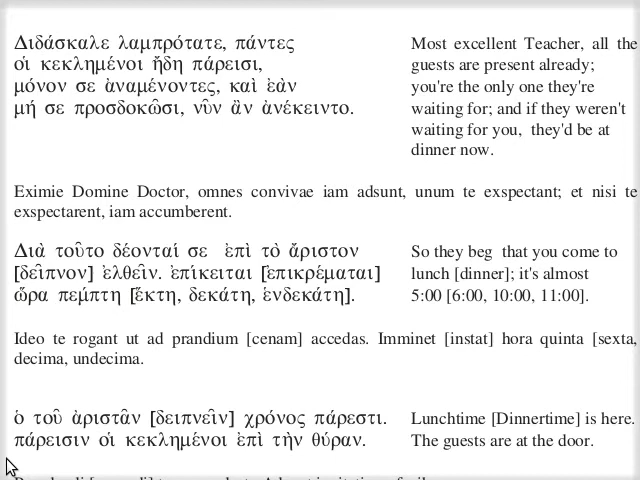 Διδάσκαλε λαμπρότατε, πάντες
οἱ κεκλημένοι ἤδη πάρεισι,
μόνον σε ἀναμένοντες, καὶ ἐὰν
μή σε προσδοκῶσι, νῦν ἂν ἀνέκειντο.
Most excellent Teacher, all the
guests are present already;
you're the only one they're
waiting for; and if they weren't
waiting for you, they'd be at
dinner now.
Eximie Domine Doctor, omnes convivae iam adsunt, unum te exspectant; et nisi te
exspectarent, iam accumberent.
Διὰ τοῦτο δέονταί σε ἐπὶ τὸ ἄριστον
[δεῖπνον] ἐλθεῖν. ἐπίκειται [ἐπικρέμαται]
ὥρα πεμπτη [ἕκτη, δεκάτη, ἑνδεκάτη].
So they beg that you come to
lunch [dinner]; it's almost
5:00 [6:00, 10:00, 11:00].
Ideo te rogant ut ad prandium [cenam] accedas. Imminet [instat] hora quinta [sexta,
decima, undecima.
ὁ τοῦ ἀριστᾶν [δειπνεῖν] χρόνος πάρεστι.
πάρεισιν οἱ κεκλημένοι ἐπὶ τὴν θύραν.
Lunchtime [Dinnertime] is here.
The guests are at the door.